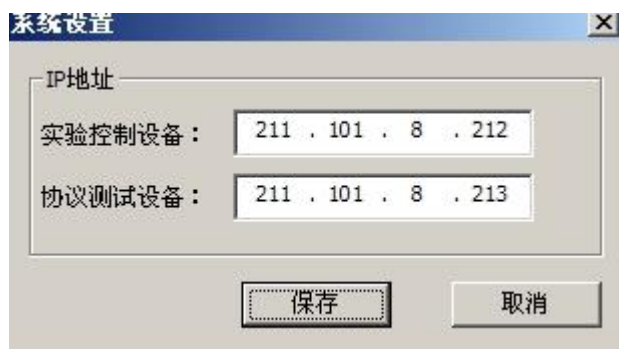 系统设置
IP地址
实验控制设备： 211 . 101 . 8 . 212
协议测试设备： 211 . 101 . 8 . 213
保存 取消